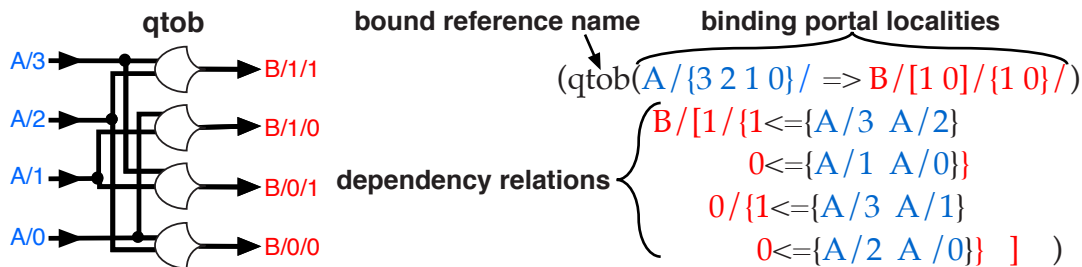 qtob
bound reference name
binding portal localities
A/3
A/2
A/1
A/0
B/1/1
B/1/0
B/0/1
B/0/0
(qtob(A/{3 2 1 0}/ => B/[1 0]/{1 0}/)
dependency relations
B/[1/{1<={A/3 A/2}
0<={A/1 A/0}}
0/{1<={A/3 A/1}
0<={A/2 A /0}} ] )